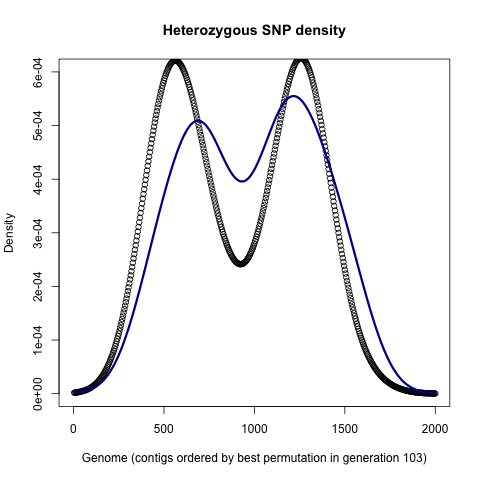 Heterozygous SNP density
Density
6e-04
5e-04
4e-04
3e-04
2e-04
1e-04
0e+00
0 500 1000 1500 2000
Genome (contigs ordered by best permutation in generation 103)